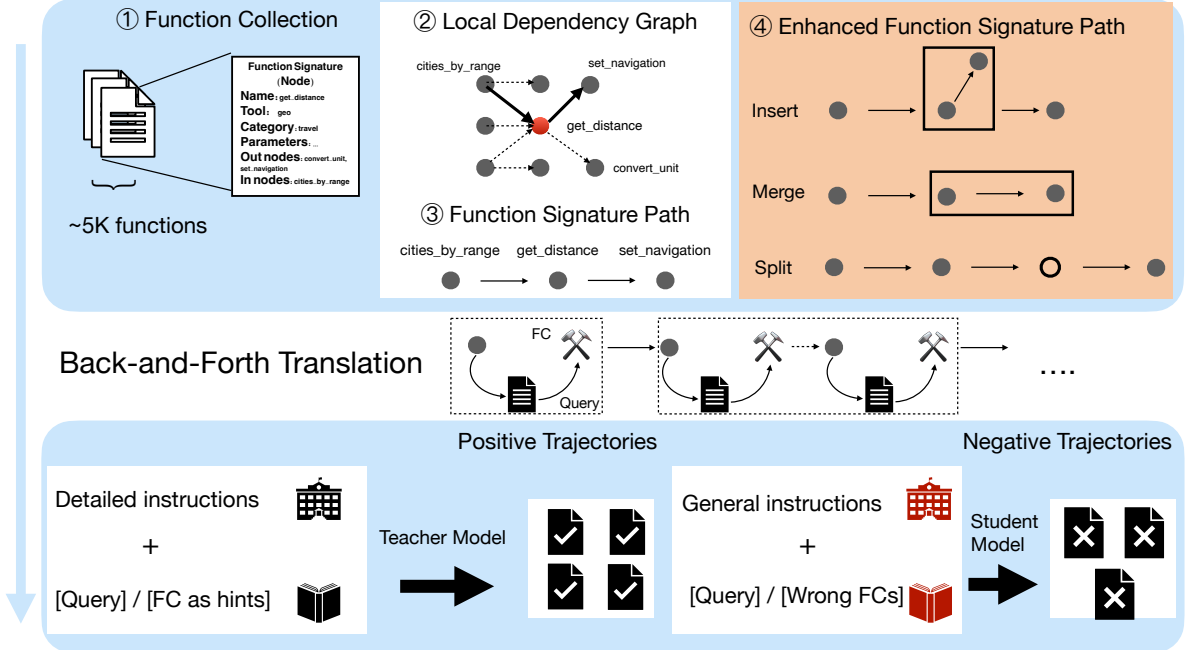 ① Function Collection
Function Signature
(Node)
Name: get_distance
Tool: geo
Category: travel
Parameters: ...
Out nodes: convert_unit,
set_navigation
In nodes: cities_by_range
~5K functions
② Local Dependency Graph
cities_by_range
set_navigation
get_distance
convert_unit
③ Function Signature Path
cities_by_range
get_distance
set_navigation
④ Enhanced Function Signature Path
Insert
Merge
Split
Back-and-Forth Translation
FC
Query
....
Positive Trajectories
Negative Trajectories
Detailed instructions
+
[Query] / [FC as hints]
Teacher Model
General instructions
+
[Query] / [Wrong FCs]
Student
Model